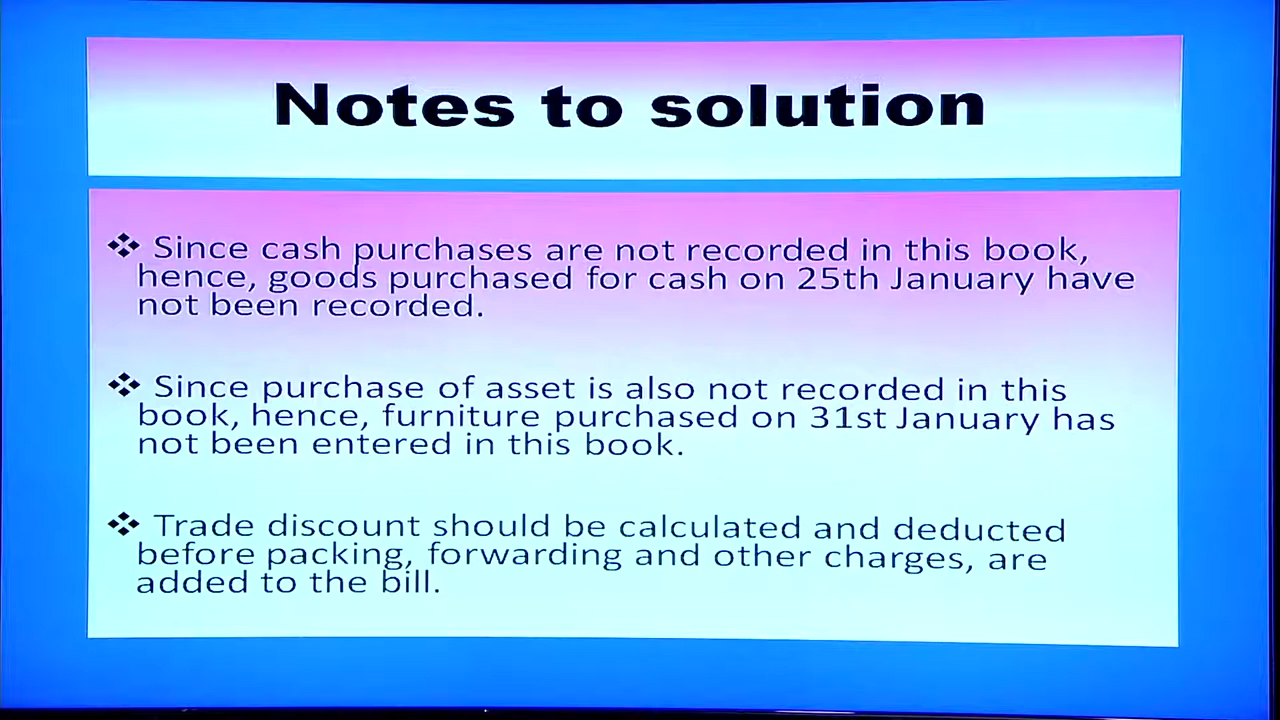 Notes to solution
❖ Since cash purchases are not recorded in this book,
hence, goods purchased for cash on 25th January have
not been recorded.
❖ Since purchase of asset is also not recorded in this
book, hence, furniture purchased on 31st January has
not been entered in this book.
❖ Trade discount should be calculated and deducted
before packing, forwarding and other charges, are
added to the bill.